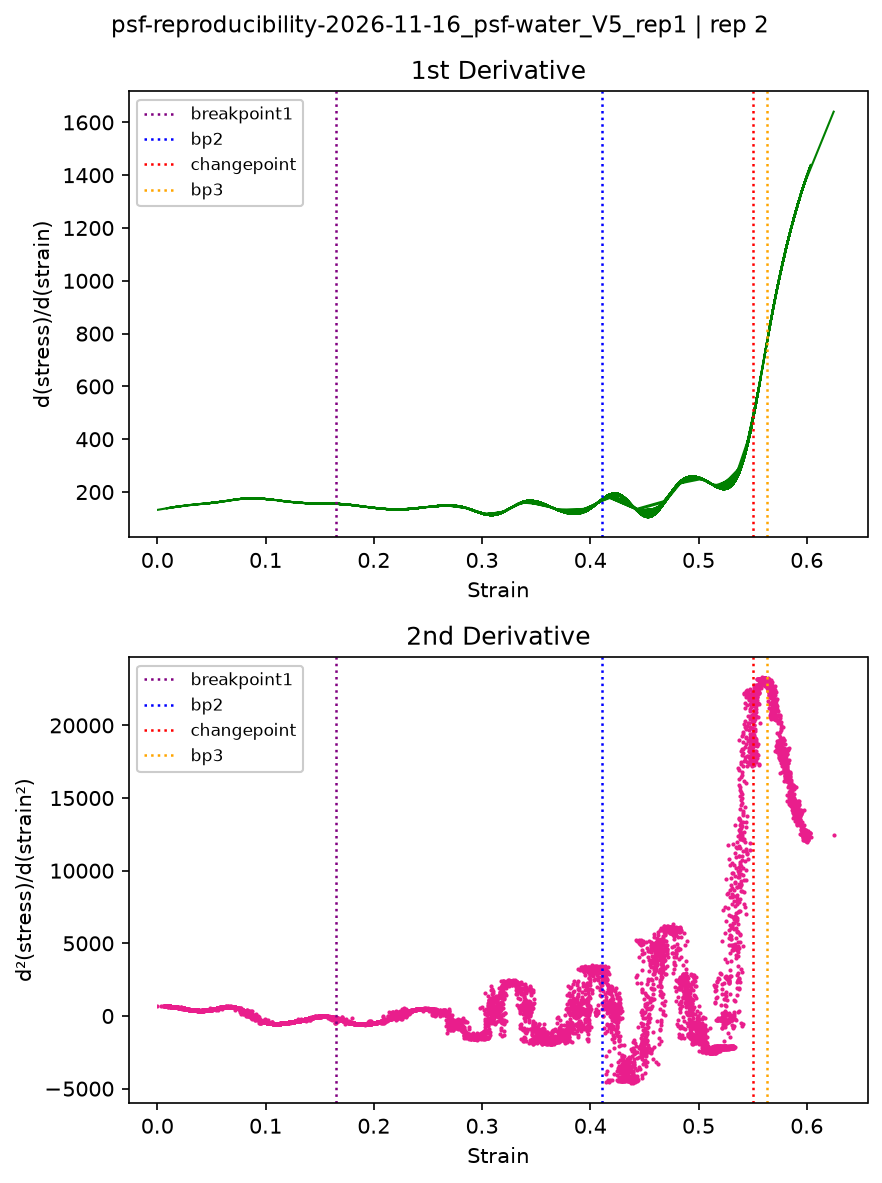 psf-reproducibility-2026-11-16_psf-water_V5_rep1 | rep 2
1st Derivative
breakpoint1
bp2
changepoint
bp3
d(stress)/d(strain)
1600
1400
1200
1000
800
600
400
200
0.0 0.1 0.2 0.3 0.4 0.5 0.6
Strain
2nd Derivative
breakpoint1
bp2
changepoint
bp3
d²(stress)/d(strain²)
20000
15000
10000
5000
0
−5000
0.0 0.1 0.2 0.3 0.4 0.5 0.6
Strain